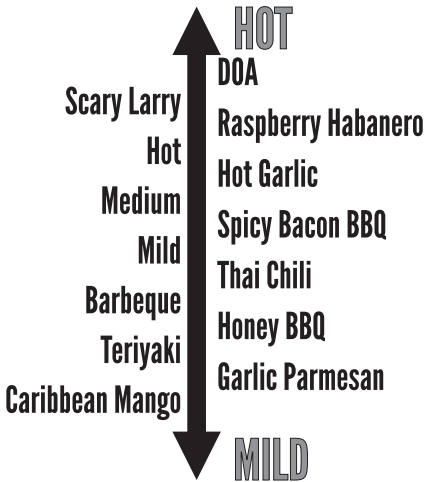 HOT
DOA
Scary Larry
Raspberry Habanero
Hot
Hot Garlic
Medium
Spicy Bacon BBQ
Mild
Thai Chili
Barbeque
Honey BBQ
Teriyaki
Garlic Parmesan
Caribbean Mango
MILD